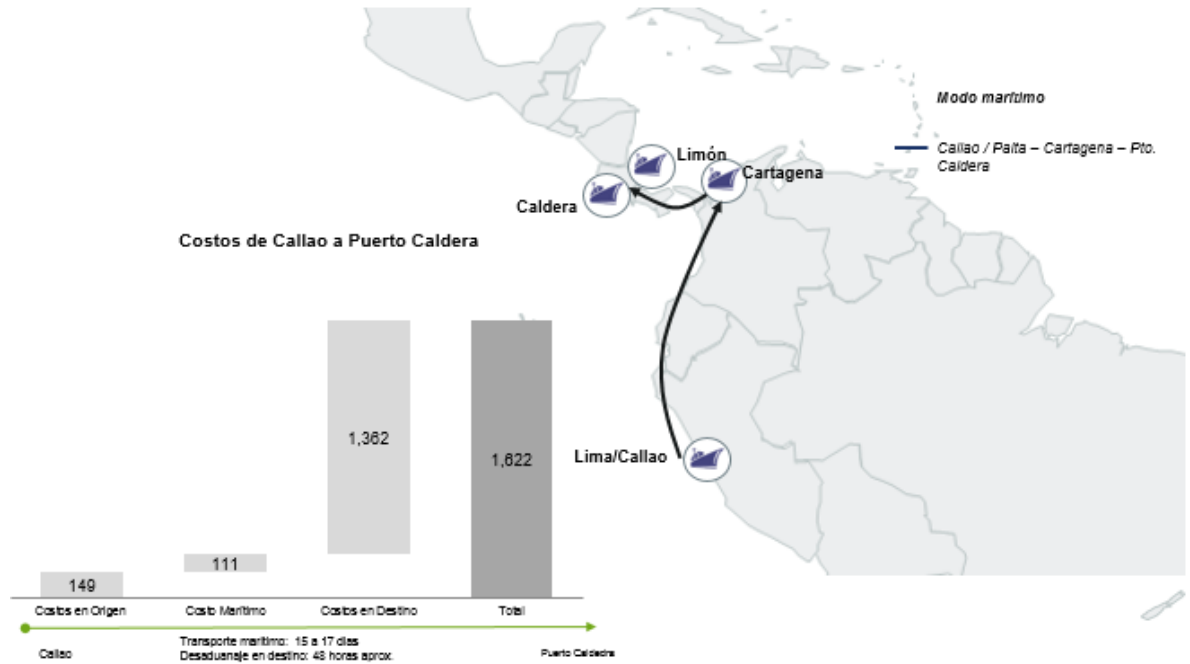 Modo marítimo
Callao / Paita – Cartagena – Pto.
Caldera
Limón
Cartagena
Caldera
Costos de Callao a Puerto Caldera
Lima/Callao
1,362
1,622
111
149
Costos en Origen
Costo Marítimo
Costos en Destino
Total
Transporte marítimo: 15 a 17 días
Desaduanaje en destino: 48 horas aprox.
Callao
Puerto Caldedra